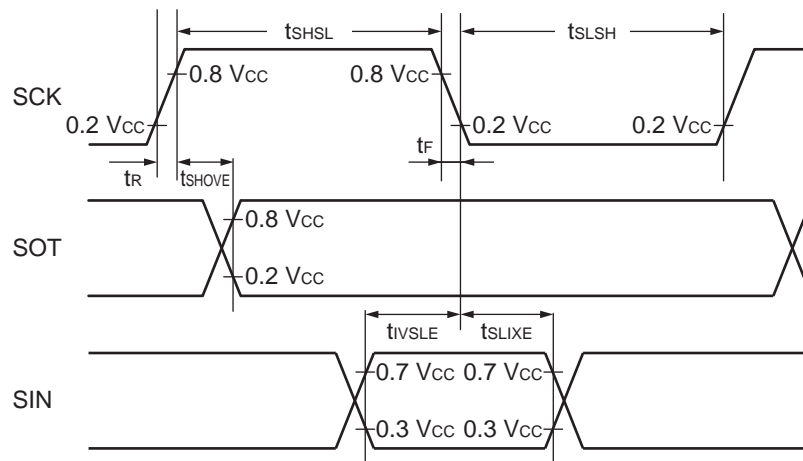 tSHSL tSLSH
SCK
0.8 VCC 0.8 VCC
0.2 VCC 0.2 VCC 0.2 VCC
tR tSHOVE tF
SOT
0.8 VCC
0.2 VCC
tIVSLE tSLIXE
SIN
0.7 VCC 0.7 VCC
0.3 VCC 0.3 VCC